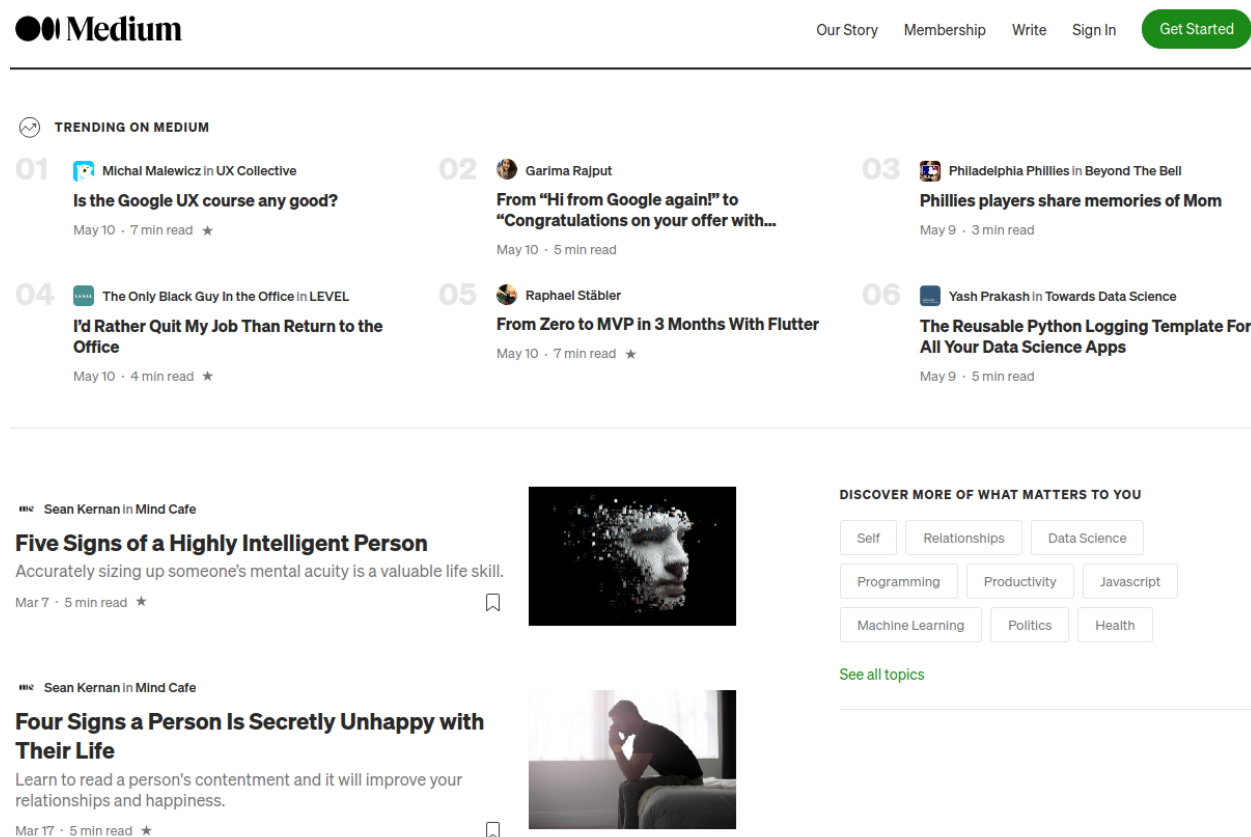 Medium
Our Story Membership Write Sign In Get Started
TRENDING ON MEDIUM
01
Michal Malewicz in UX Collective
Is the Google UX course any good?
May 10 · 7 min read ★
02
Garima Rajput
From “Hi from Google again!” to
“Congratulations on your offer with...
May 10 · 5 min read
03
Philadelphia Phillies in Beyond The Bell
Phillies players share memories of Mom
May 9 · 3 min read
04
LEVEL
The Only Black Guy In the Office in LEVEL
I’d Rather Quit My Job Than Return to the
Office
May 10 · 4 min read ★
05
Raphael Stäbler
From Zero to MVP in 3 Months With Flutter
May 10 · 7 min read ★
06
Yash Prakash in Towards Data Science
The Reusable Python Logging Template For
All Your Data Science Apps
May 9 · 5 min read
me Sean Kernan in Mind Cafe
Five Signs of a Highly Intelligent Person
Accurately sizing up someone’s mental acuity is a valuable life skill.
Mar 7 · 5 min read ★
me Sean Kernan in Mind Cafe
Four Signs a Person Is Secretly Unhappy with
Their Life
Learn to read a person's contentment and it will improve your
relationships and happiness.
Mar 17 · 5 min read ★
DISCOVER MORE OF WHAT MATTERS TO YOU
Self Relationships Data Science
Programming Productivity Javascript
Machine Learning Politics Health
See all topics